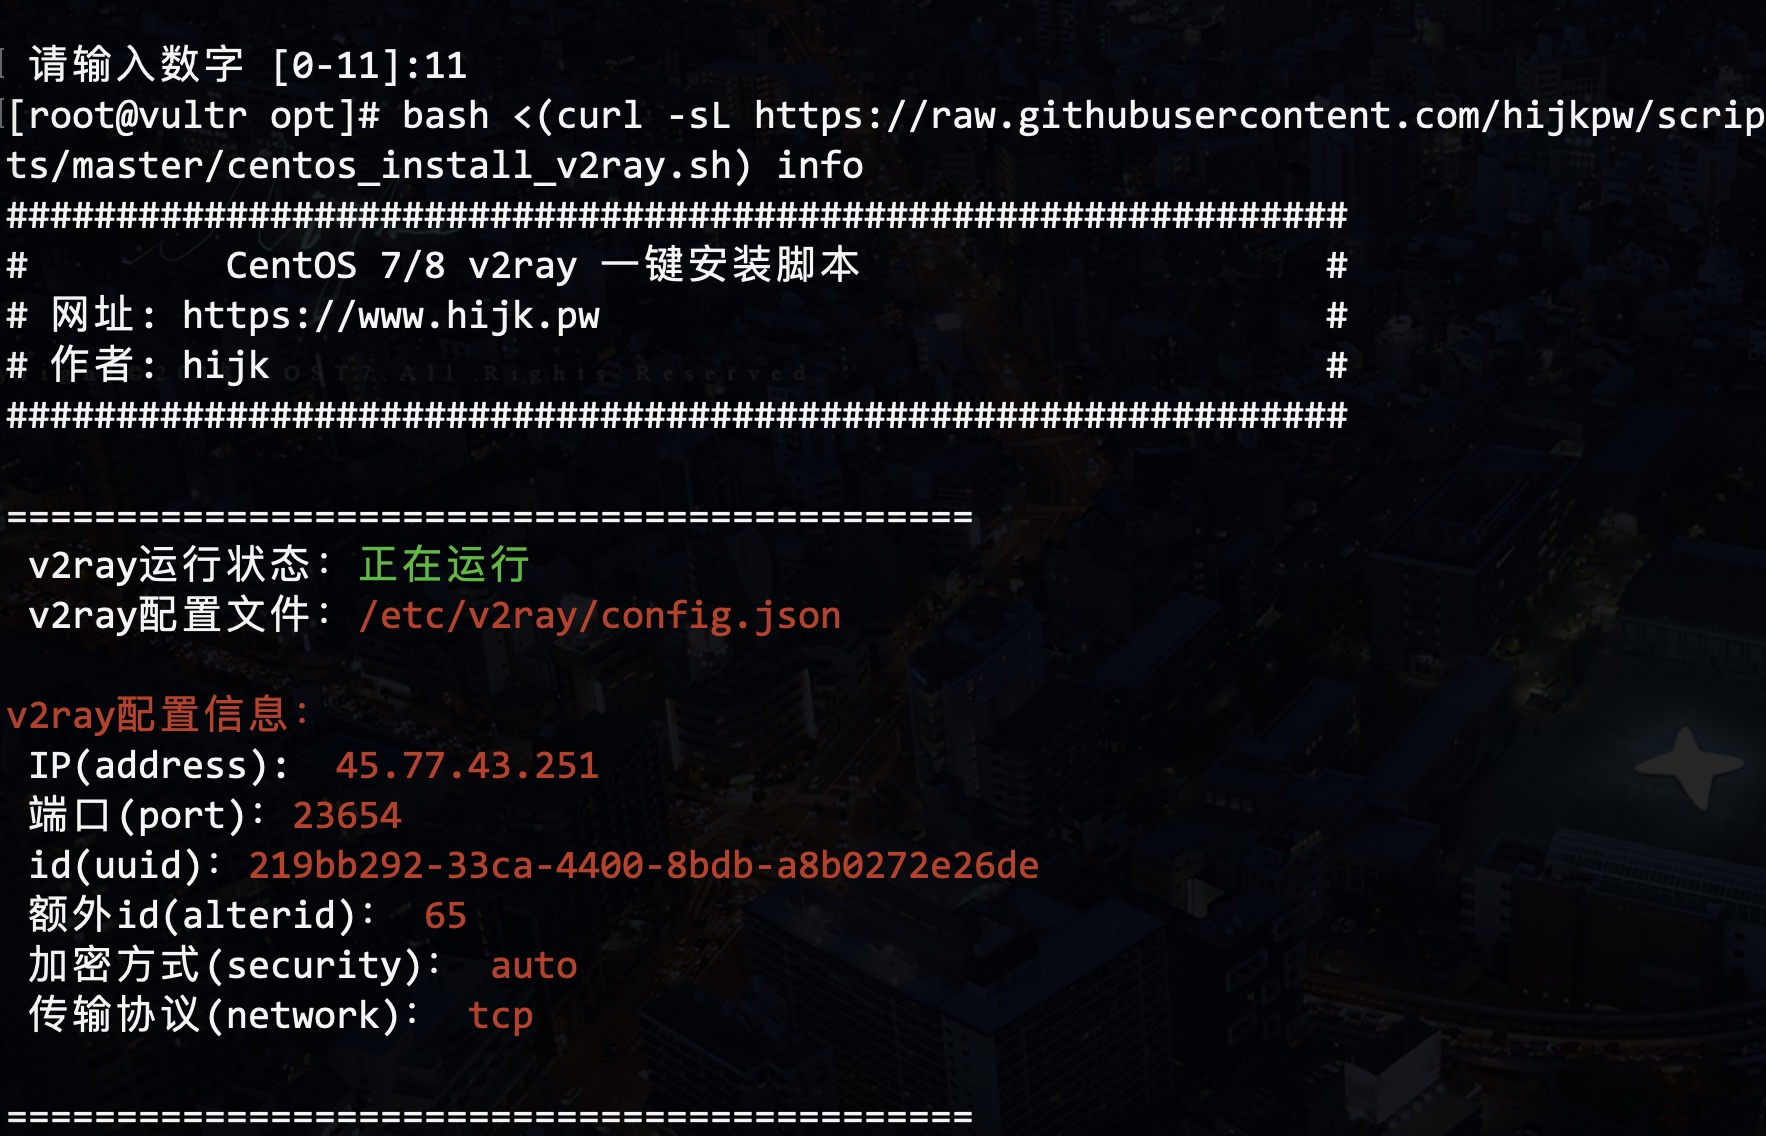 请输入数字 [0-11]:11
[root@vultr opt]# bash <(curl -sL https://raw.githubusercontent.com/hijkpw/scrip
ts/master/centos_install_v2ray.sh) info
#############################################################
#         CentOS 7/8 v2ray 一键安装脚本                     #
# 网址: https://www.hijk.pw                                 #
# 作者: hijk                                                #
#############################################################
============================================
v2ray运行状态：正在运行
v2ray配置文件：/etc/v2ray/config.json
v2ray配置信息：
IP(address):  45.77.43.251
端口(port)：23654
id(uuid)：219bb292-33ca-4400-8bdb-a8b0272e26de
额外id(alterid)： 65
加密方式(security)： auto
传输协议(network)： tcp
============================================